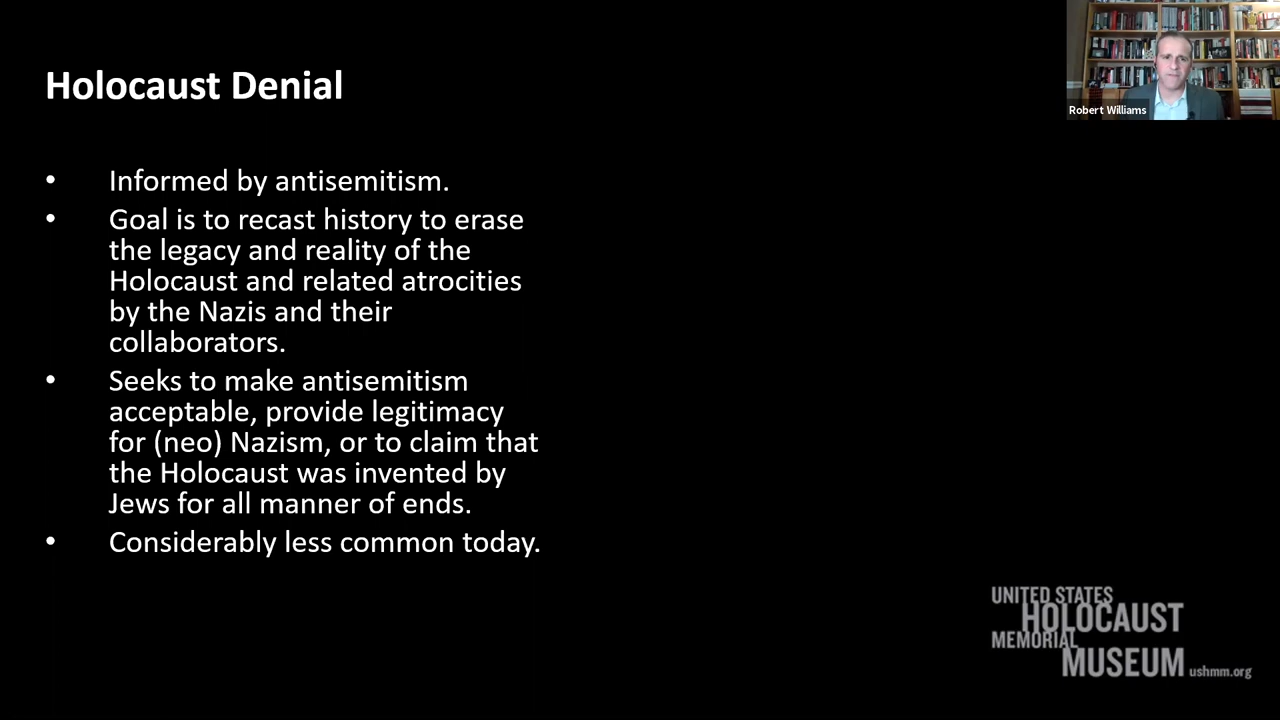 Holocaust Denial
Robert Williams
• Informed by antisemitism.
• Goal is to recast history to erase
the legacy and reality of the
Holocaust and related atrocities
by the Nazis and their
collaborators.
• Seeks to make antisemitism
acceptable, provide legitimacy
for (neo) Nazism, or to claim that
the Holocaust was invented by
Jews for all manner of ends.
• Considerably less common today.
UNITED STATES
HOLOCAUST
MEMORIAL
MUSEUM ushmm.org